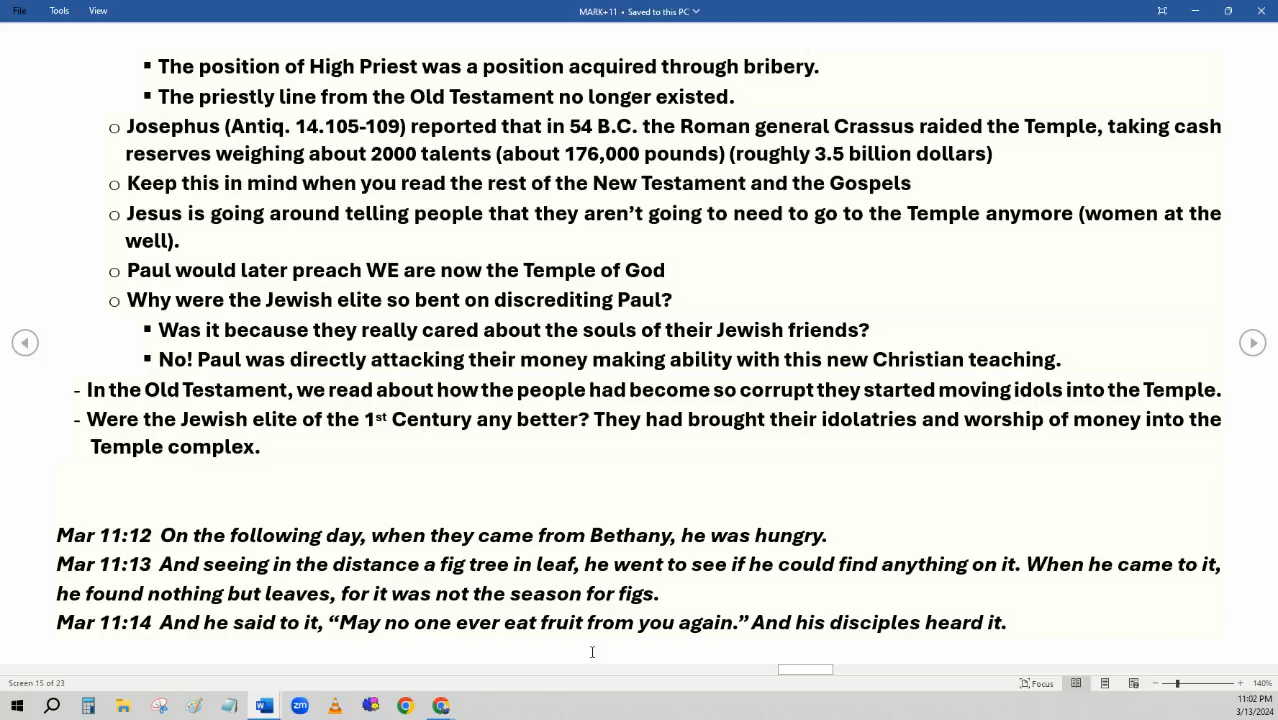 File Tools View MARK+11 • Saved to this PC
▪ The position of High Priest was a position acquired through bribery.
▪ The priestly line from the Old Testament no longer existed.
o Josephus (Antiq. 14.105-109) reported that in 54 B.C. the Roman general Crassus raided the Temple, taking cash
reserves weighing about 2000 talents (about 176,000 pounds) (roughly 3.5 billion dollars)
o Keep this in mind when you read the rest of the New Testament and the Gospels
o Jesus is going around telling people that they aren’t going to need to go to the Temple anymore (women at the
well).
o Paul would later preach WE are now the Temple of God
o Why were the Jewish elite so bent on discrediting Paul?
▪ Was it because they really cared about the souls of their Jewish friends?
▪ No! Paul was directly attacking their money making ability with this new Christian teaching.
- In the Old Testament, we read about how the people had become so corrupt they started moving idols into the Temple.
- Were the Jewish elite of the 1st Century any better? They had brought their idolatries and worship of money into the
Temple complex.
Mar 11:12 On the following day, when they came from Bethany, he was hungry.
Mar 11:13 And seeing in the distance a fig tree in leaf, he went to see if he could find anything on it. When he came to it,
he found nothing but leaves, for it was not the season for figs.
Mar 11:14 And he said to it, “May no one ever eat fruit from you again.” And his disciples heard it.
Screen 15 of 23 Focus 140%
zm 11:02 PM
3/13/2024